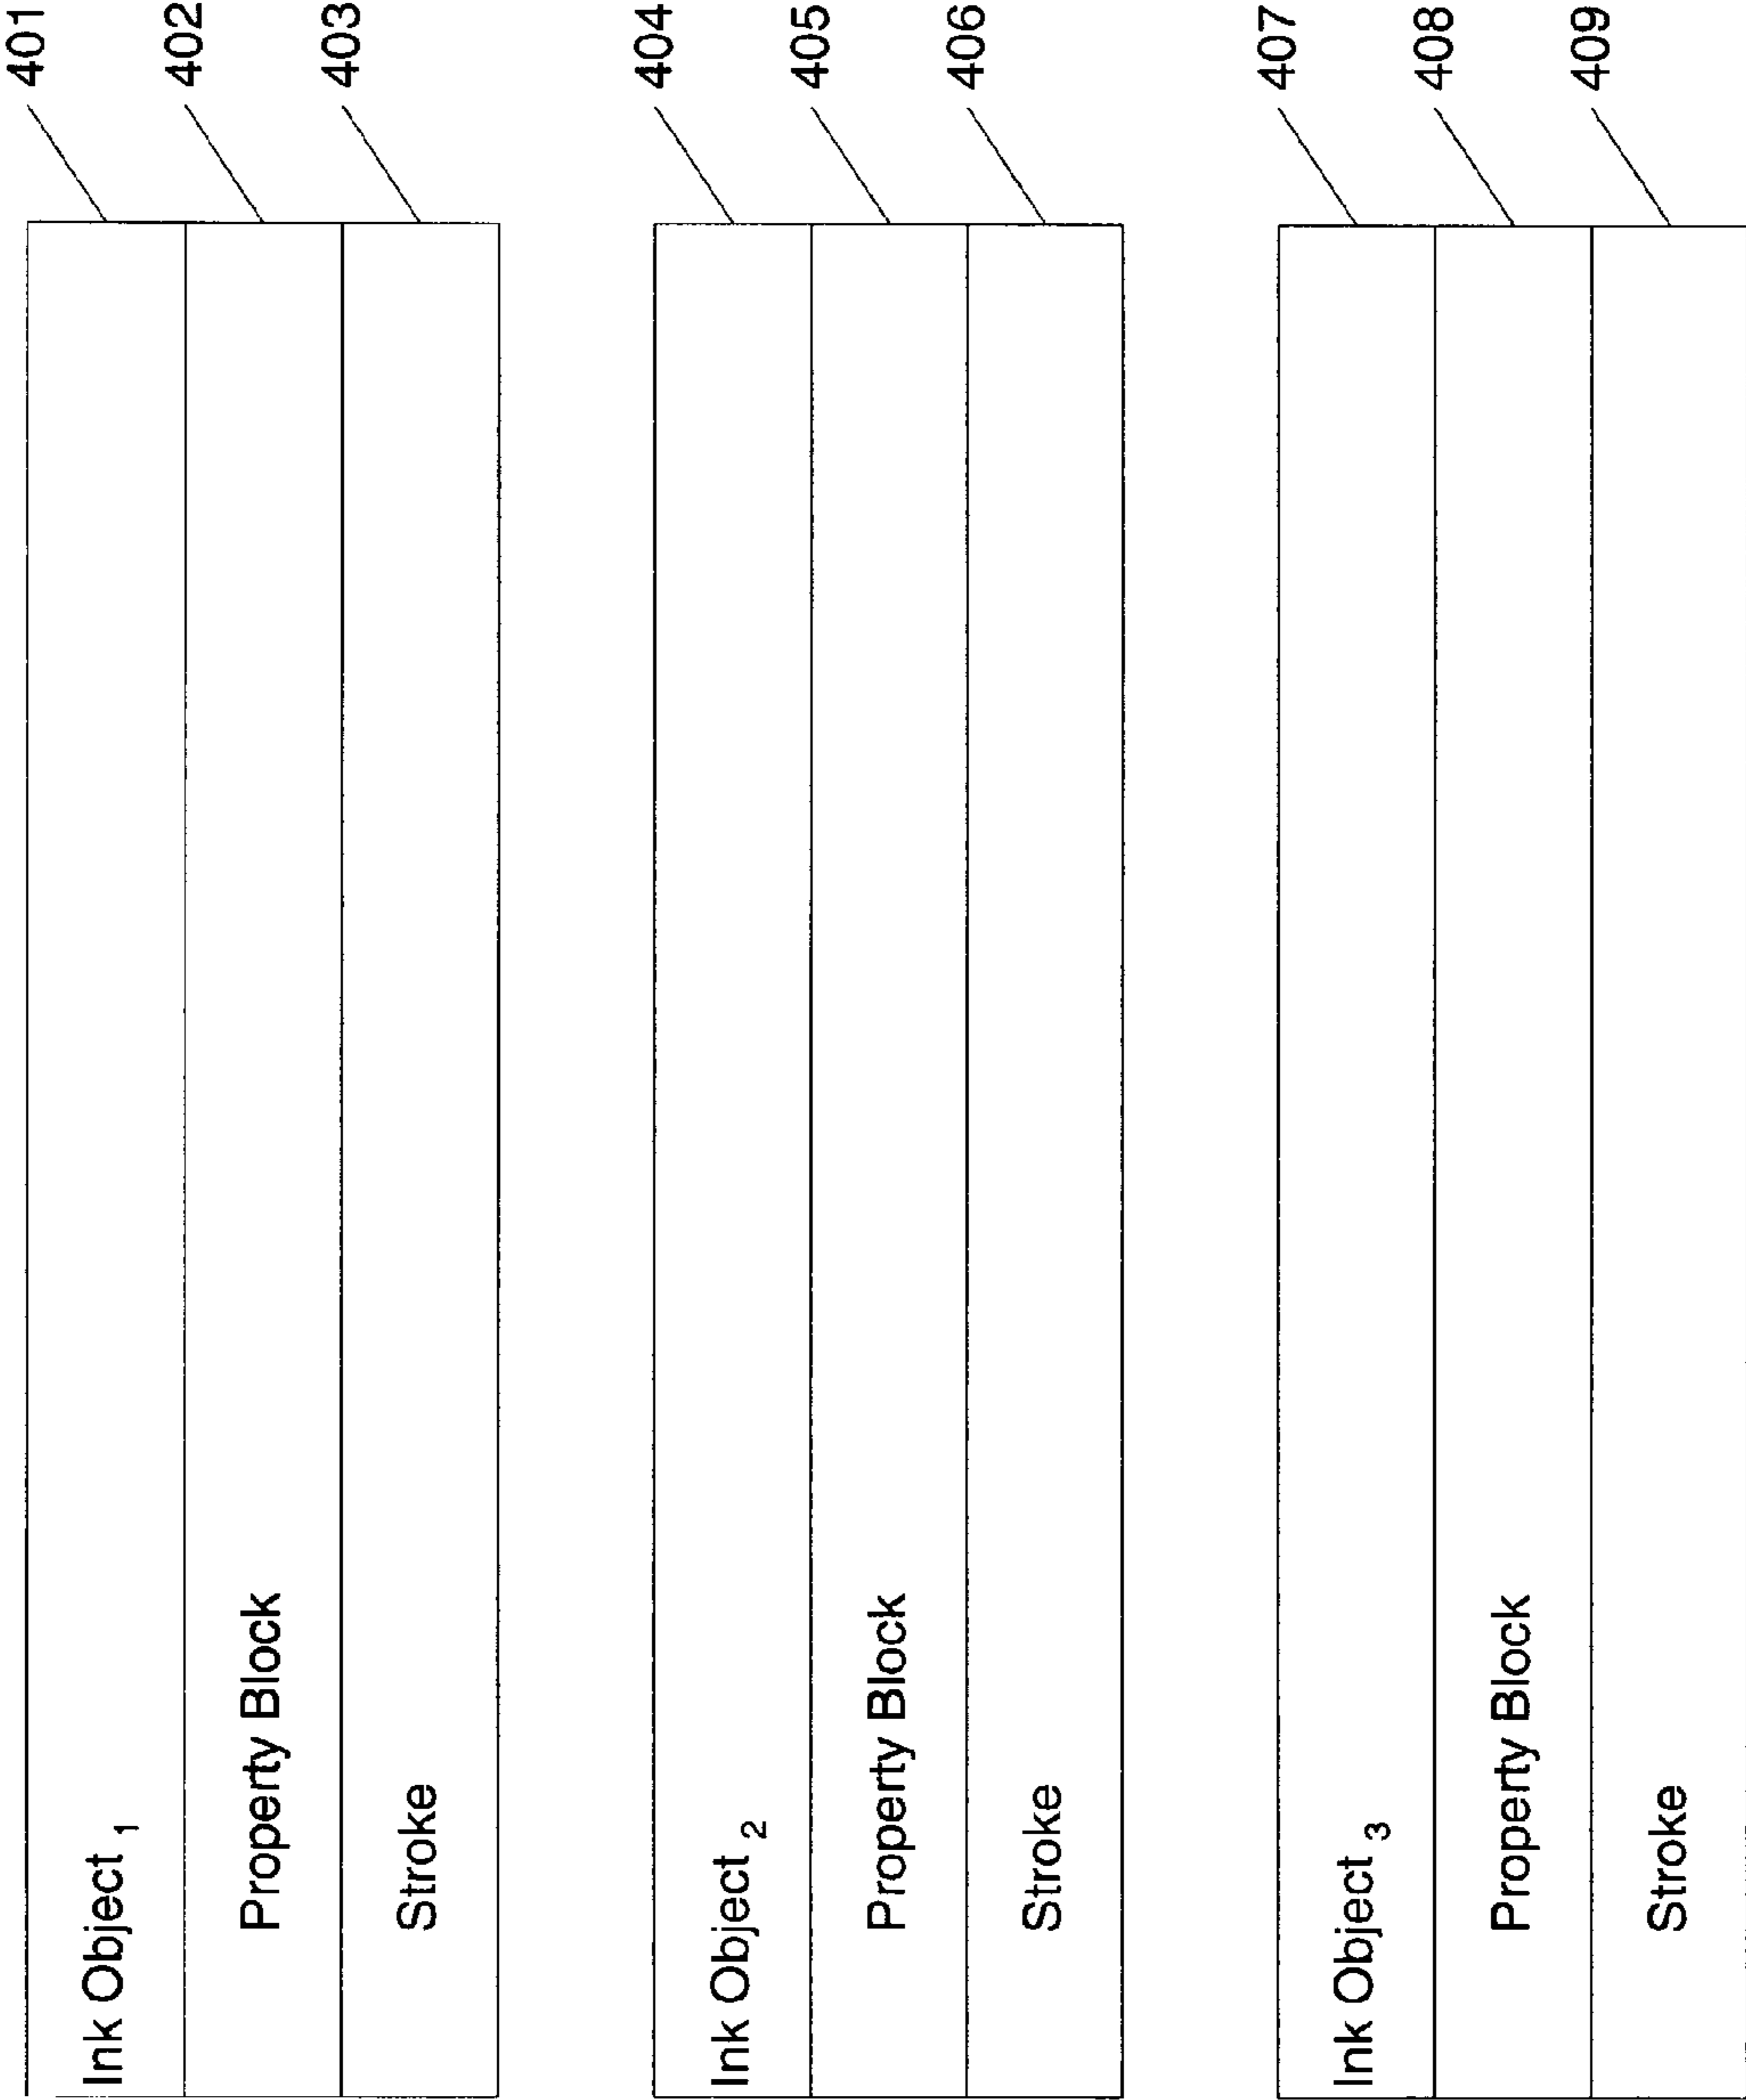 Ink Object 1 401
Property Block 402
Stroke 403
Ink Object 2 404
Property Block 405
Stroke 406
Ink Object 3 407
Property Block 408
Stroke 409